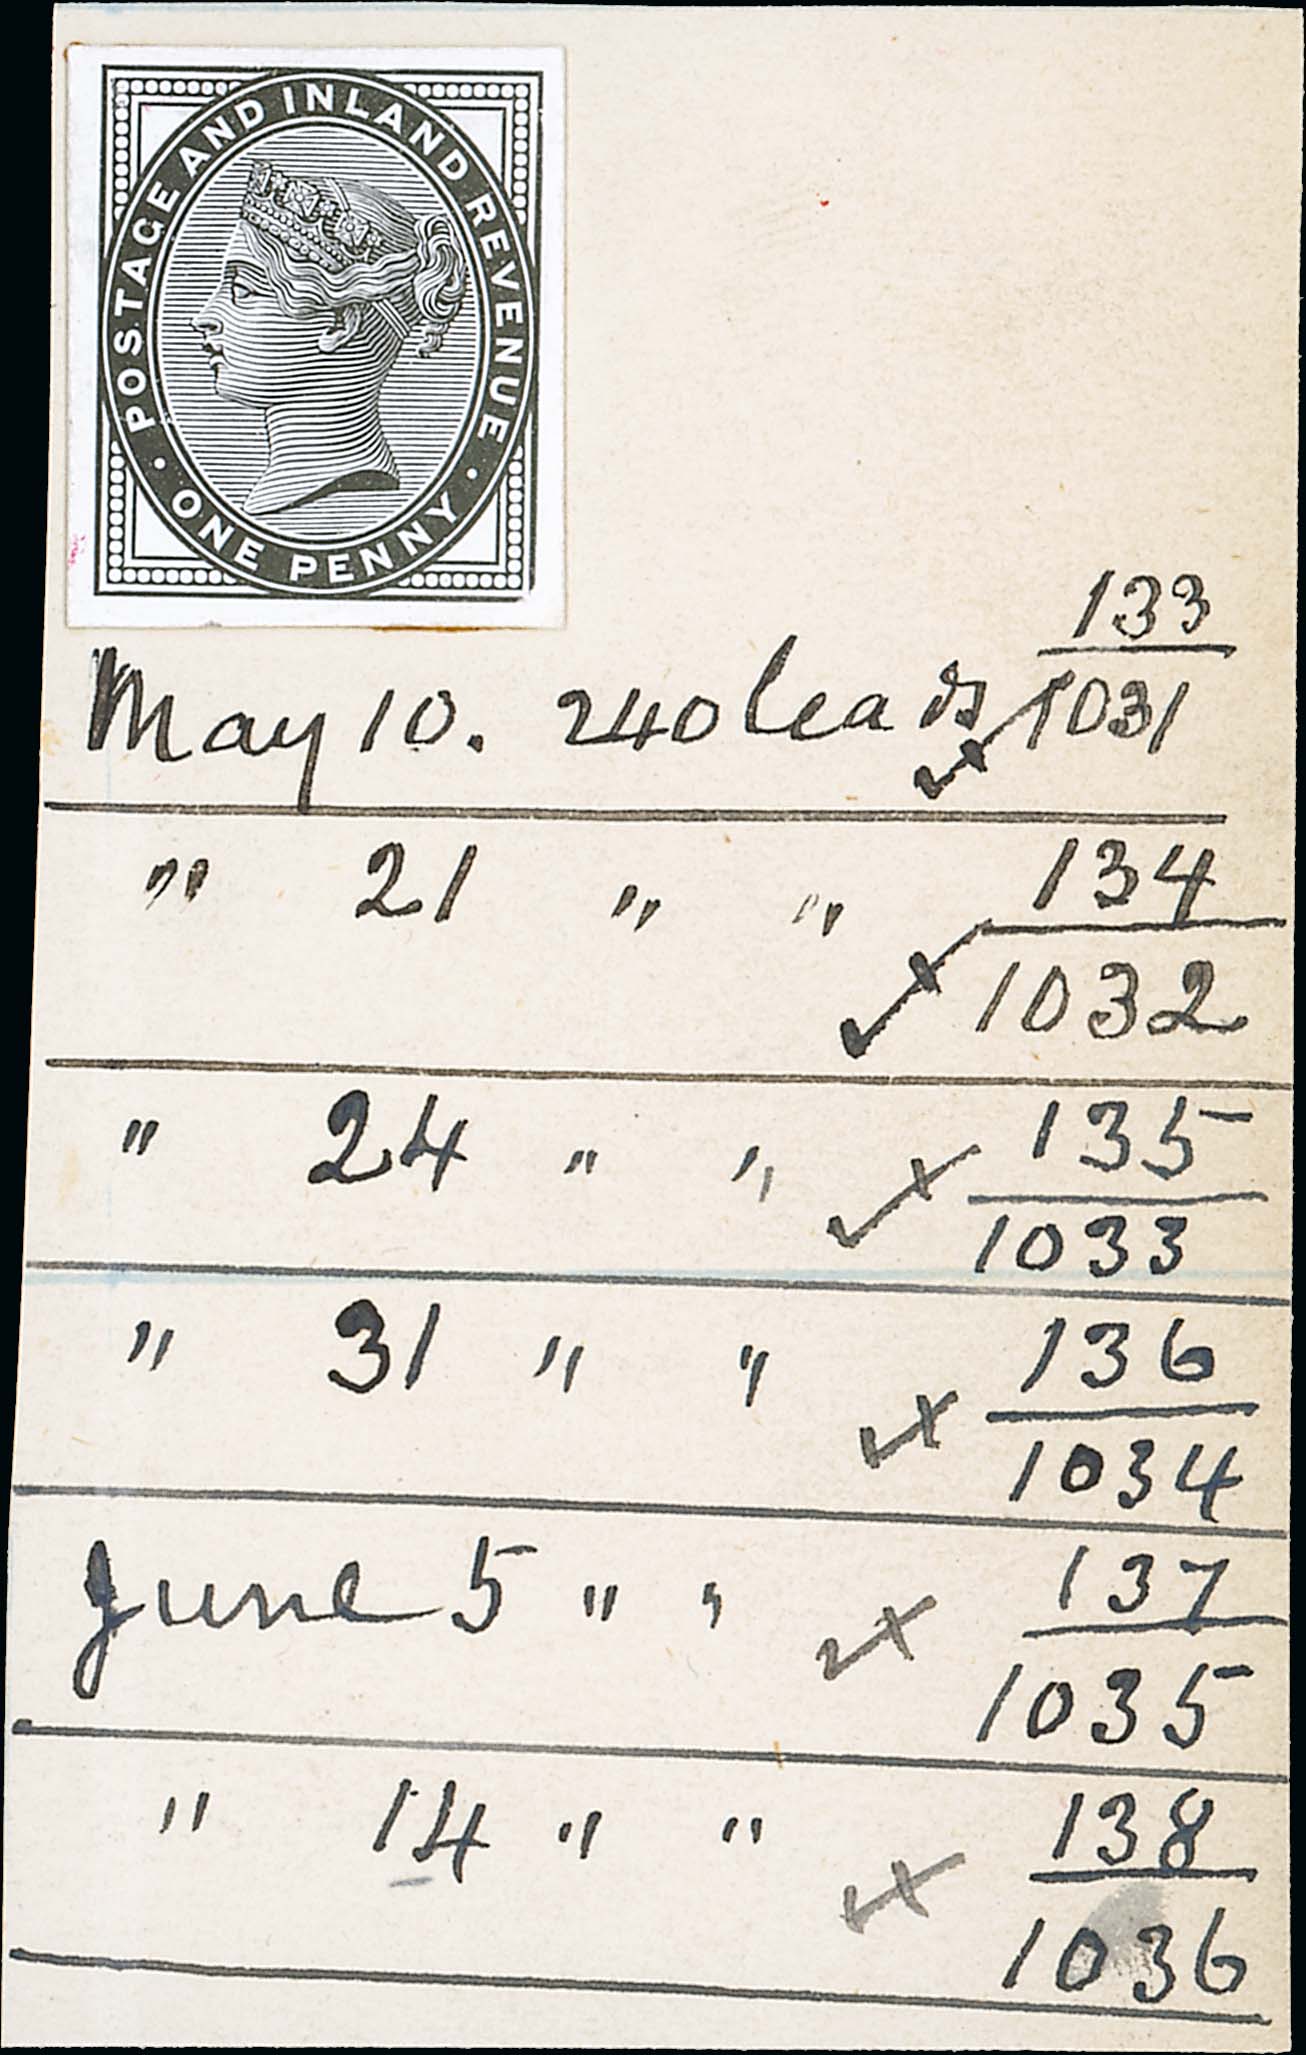 POSTAGE AND INLAND REVENUE
· ONE PENNY ·
133
May 10. 240 leads 1031
" 21 " " 134
1032
" 24 " " 135
1033
" 31 " " 136
1034
June 5 " " 137
1035
" 14 " " 138
1036